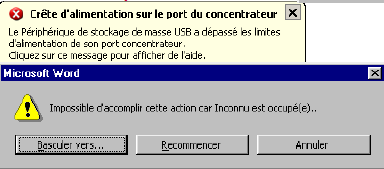 Crête d'alimentation sur le port du concentrateur
Le Périphérique de stockage de masse USB a dépassé les limites
d'alimentation de son port concentrateur.
Cliquez sur ce message pour afficher de l'aide.
Microsoft Word
Impossible d'accomplir cette action car Inconnu est occupé(e)..
Basculer vers...
Recommencer
Annuler